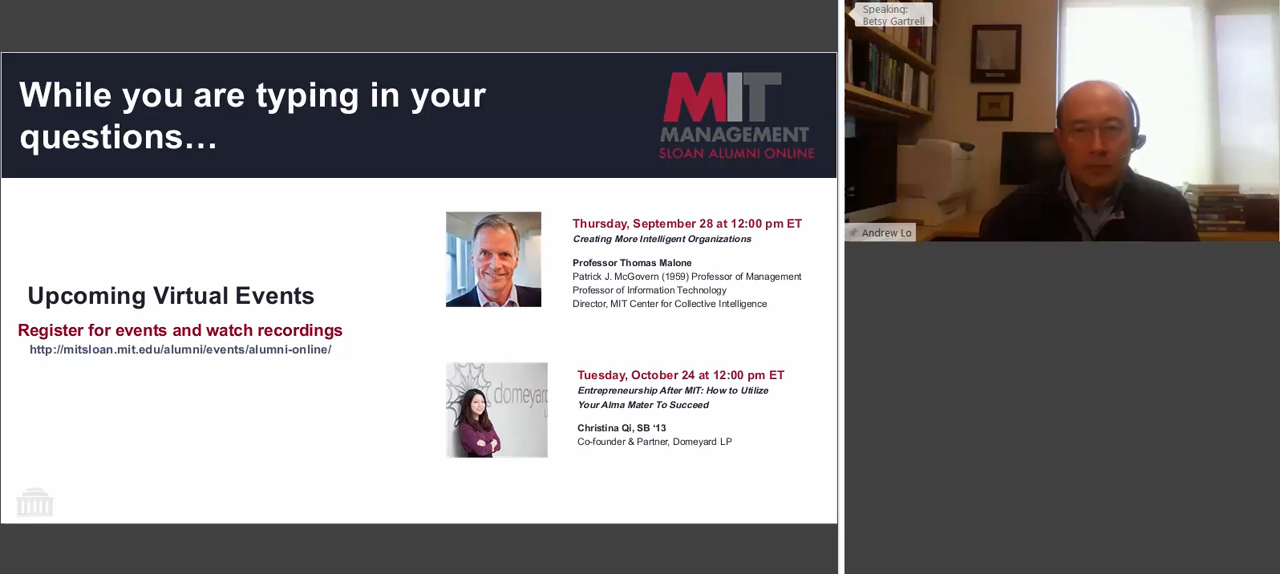 While you are typing in your
questions…
MIT
MANAGEMENT
SLOAN ALUMNI ONLINE
Upcoming Virtual Events
Register for events and watch recordings
http://mitsloan.mit.edu/alumni/events/alumni-online/
Thursday, September 28 at 12:00 pm ET
Creating More Intelligent Organizations
Professor Thomas Malone
Patrick J. McGovern (1959) Professor of Management
Professor of Information Technology
Director, MIT Center for Collective Intelligence
domeyard
Tuesday, October 24 at 12:00 pm ET
Entrepreneurship After MIT: How to Utilize
Your Alma Mater To Succeed
Christina Qi, SB ‘13
Co-founder & Partner, Domeyard LP
Speaking:
Betsy Gartrell
Andrew Lo